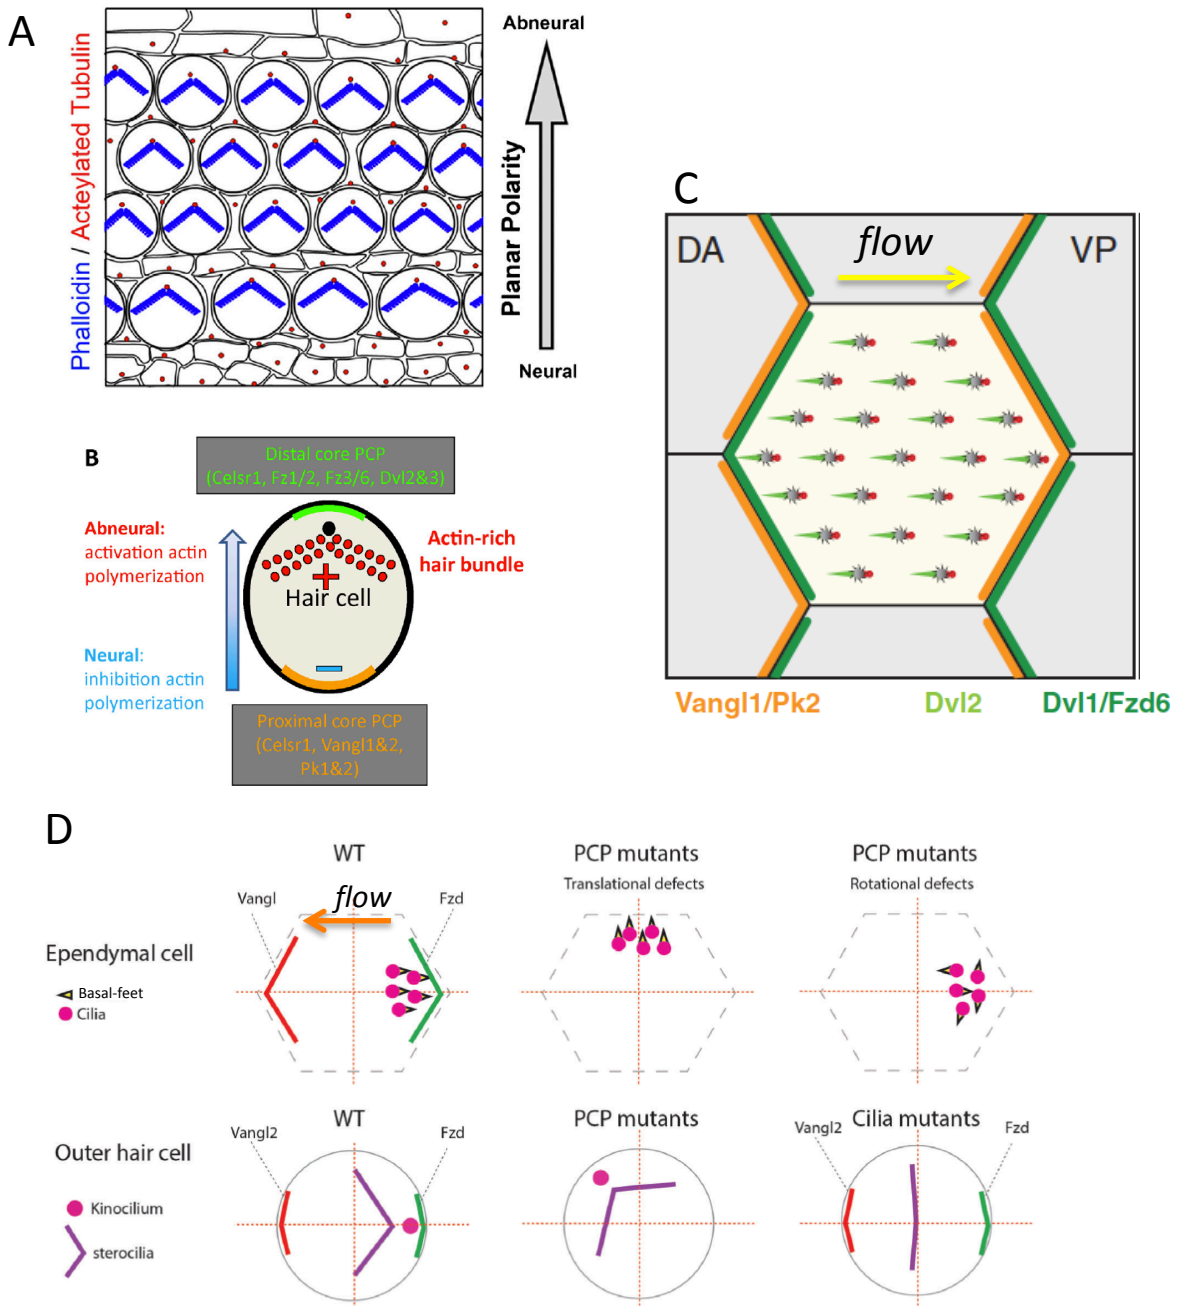 A
Phalloidin / Acteylated Tubulin
Abneural
Planar Polarity
Neural
B
Distal core PCP
(Celsr1, Fz1/2, Fz3/6, Dvl2&3)
Abneural:
activation actin
polymerization
Actin-rich
hair bundle
Hair cell
Neural:
inhibition actin
polymerization
Proximal core PCP
(Celsr1, Vangl1&2,
Pk1&2)
C
DA
flow
VP
Vangl1/Pk2
Dvl2
Dvl1/Fzd6
D
WT
PCP mutants
PCP mutants
Translational defects
Rotational defects
Vangl
flow
Fzd
Ependymal cell
Basal-feet
Cilia
WT
PCP mutants
Cilia mutants
Vangl2
Fzd
Vangl2
Fzd
Outer hair cell
Kinocilium
sterocilia